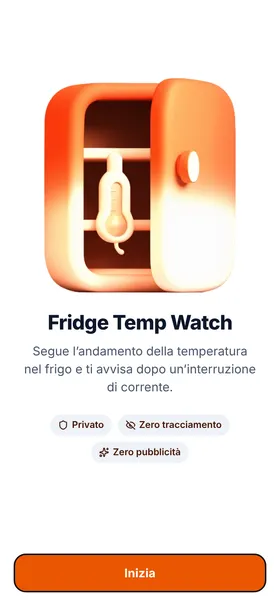 Fridge Temp Watch
Segue l'andamento della temperatura
nel frigo e ti avvisa dopo un'interruzione
di corrente.
Privato
Zero tracciamento
Zero pubblicità
Inizia